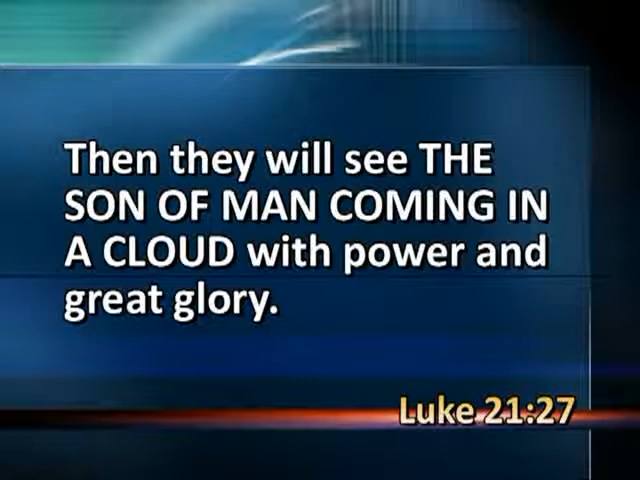 Then they will see THE
SON OF MAN COMING IN
A CLOUD with power and
great glory.
Luke 21:27